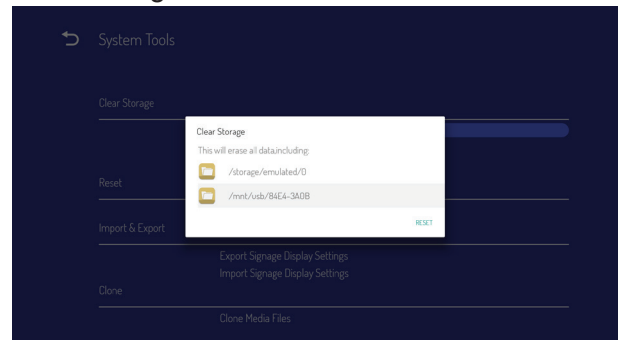 System Tools
Clear Storage
Clear Storage
This will erase all data,including:
/storage/emulated/0
/mnt/usb/84E4-3A0B
RESET
Reset
Import & Export
Export Signage Display Settings
Import Signage Display Settings
Clone
Clone Media Files